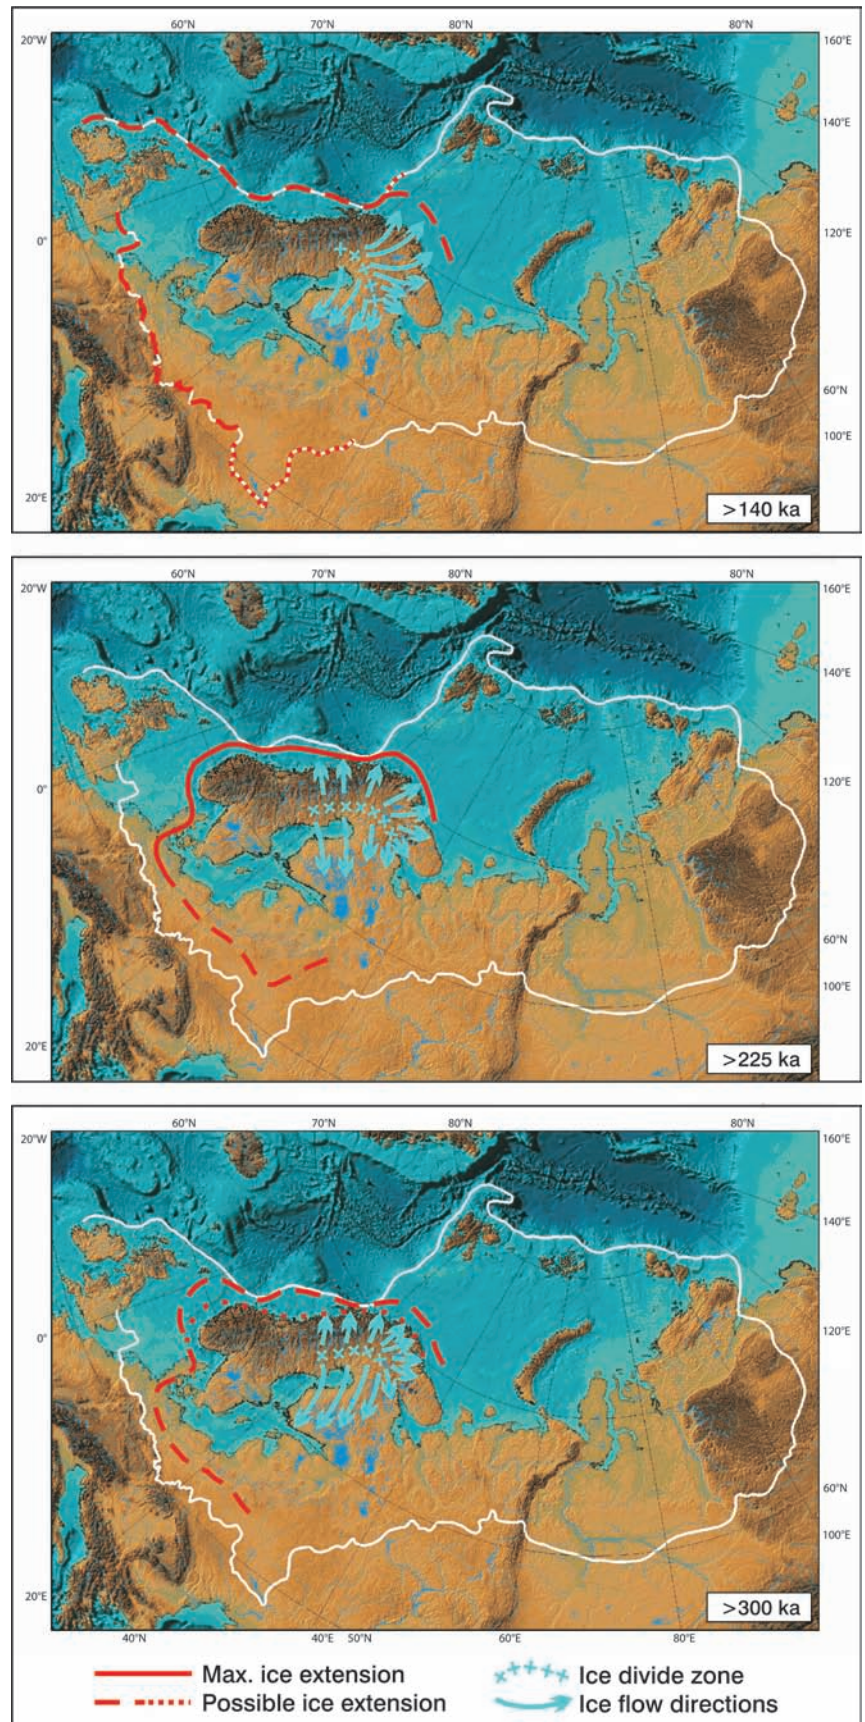 60°N 70°N 80°N 80°N
20°W 160°E
140°E
0° 120°E
60°N
100°E
20°E
>140 ka
60°N 70°N 80°N 80°N
20°W 160°E
140°E
0° 120°E
60°N
100°E
20°E
>225 ka
60°N 70°N 80°N 80°N
20°W 160°E
140°E
0° 120°E
60°N
100°E
20°E
>300 ka
40°N 40°E 50°N 60°E 80°E
Max. ice extension
Possible ice extension
Ice divide zone
Ice flow directions